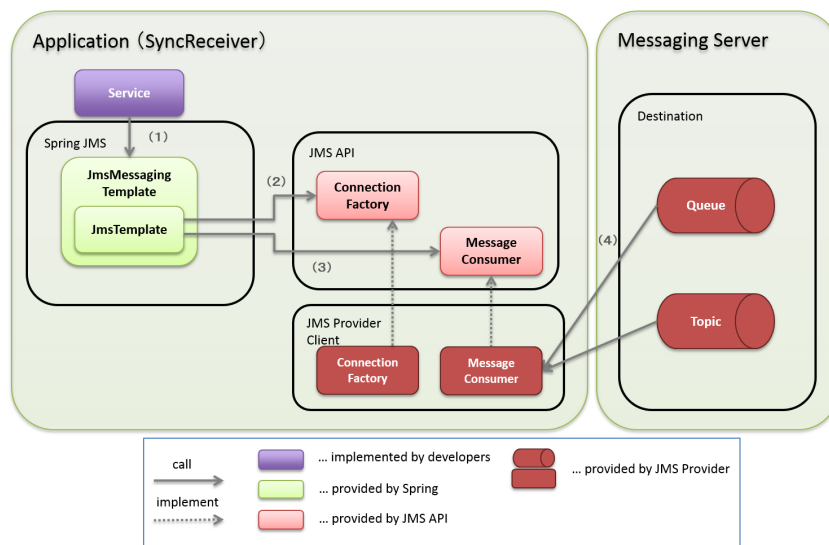 Application（SyncReceiver）
Messaging Server
Service
(1)
Spring JMS
JmsMessaging
Template
JmsTemplate
(2)
(3)
JMS API
Connection
Factory
Message
Consumer
JMS Provider
Client
Connection
Factory
Message
Consumer
Destination
Queue
(4)
Topic
call
implement
... implemented by developers
... provided by Spring
... provided by JMS API
... provided by JMS Provider